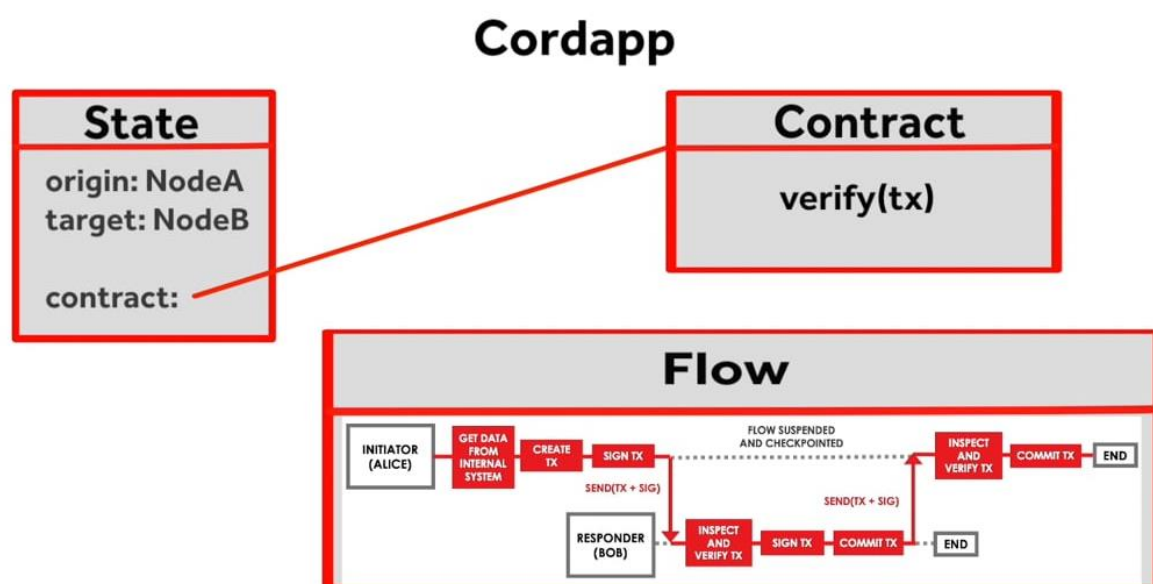 Cordapp
State
origin: NodeA
target: NodeB
contract:
Contract
verify(tx)
Flow
INITIATOR
(ALICE)
GET DATA
FROM
INTERNAL
SYSTEM
CREATE
TX
SIGN TX
FLOW SUSPENDED
AND CHECKPOINTED
SEND(TX + SIG)
RESPONDER
(BOB)
INSPECT
AND
VERIFY TX
SIGN TX
COMMIT TX
END
SEND(TX + SIG)
INSPECT
AND
VERIFY TX
COMMIT TX
END